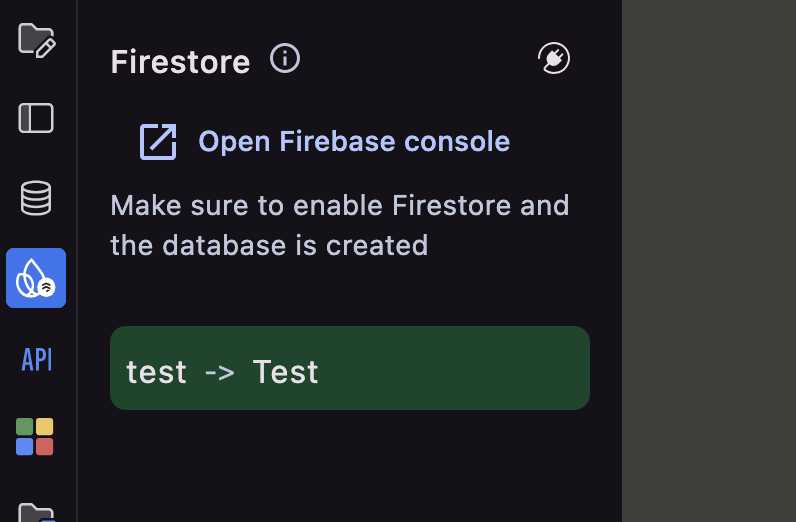 Firestore
Open Firebase console
Make sure to enable Firestore and
the database is created
API
test -> Test